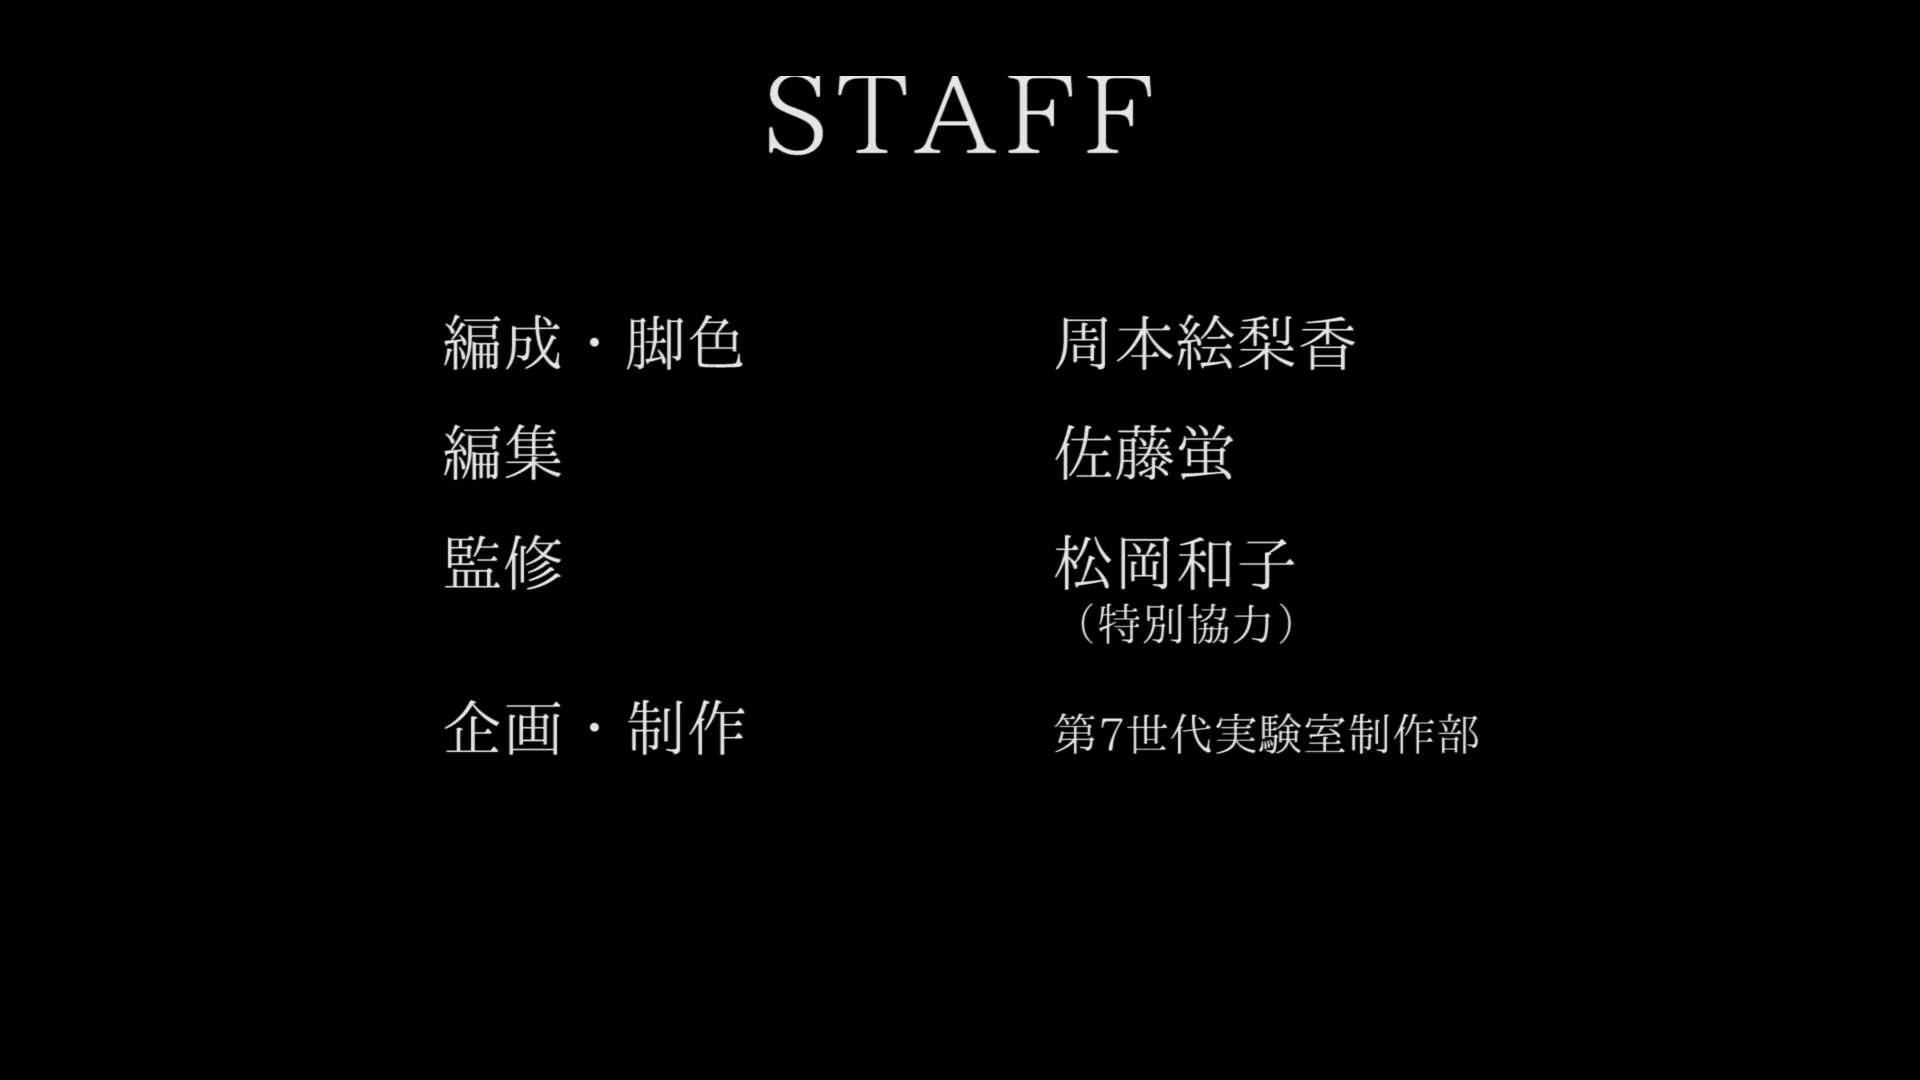 STAFF
編成・脚色 周本絵梨香
編集 佐藤蛍
監修 松岡和子
（特別協力）
企画・制作 第7世代実験室制作部